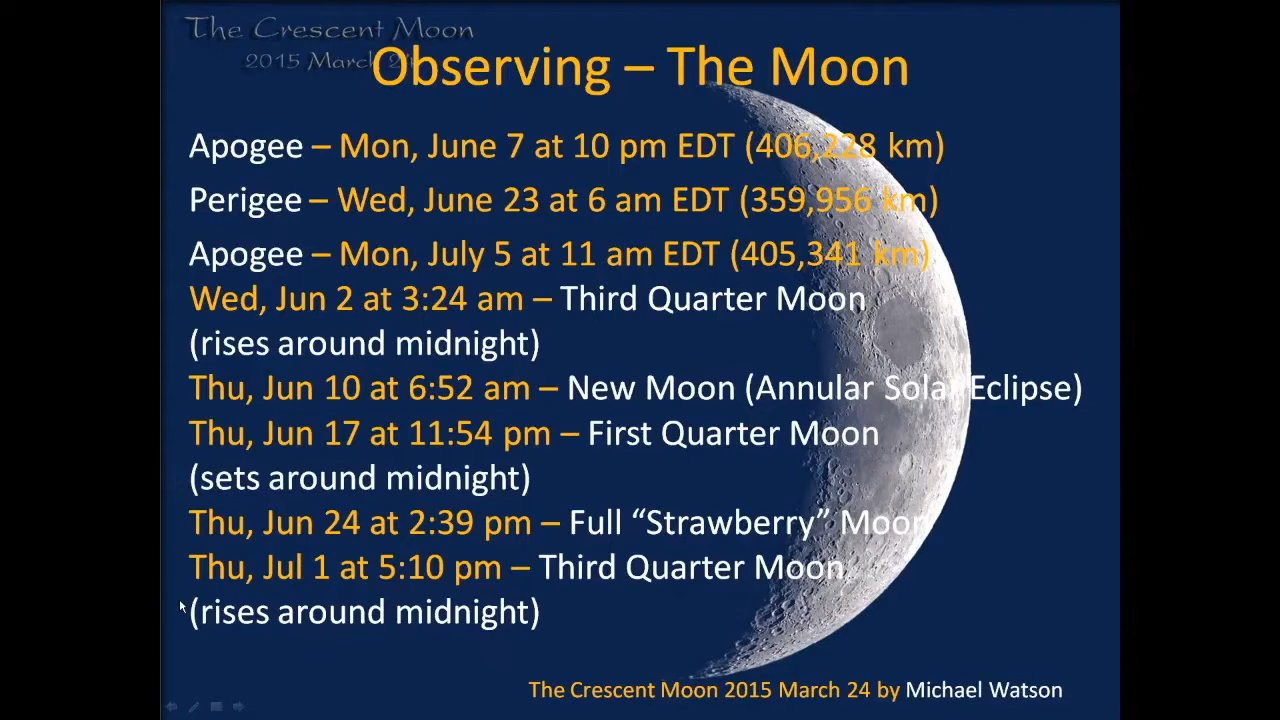 The Crescent Moon
2015 March 24
Observing – The Moon
Apogee – Mon, June 7 at 10 pm EDT (406,228 km)
Perigee – Wed, June 23 at 6 am EDT (359,956 km)
Apogee – Mon, July 5 at 11 am EDT (405,341 km)
Wed, Jun 2 at 3:24 am – Third Quarter Moon
(rises around midnight)
Thu, Jun 10 at 6:52 am – New Moon (Annular Solar Eclipse)
Thu, Jun 17 at 11:54 pm – First Quarter Moon
(sets around midnight)
Thu, Jun 24 at 2:39 pm – Full “Strawberry” Moon
Thu, Jul 1 at 5:10 pm – Third Quarter Moon
(rises around midnight)
The Crescent Moon 2015 March 24 by Michael Watson